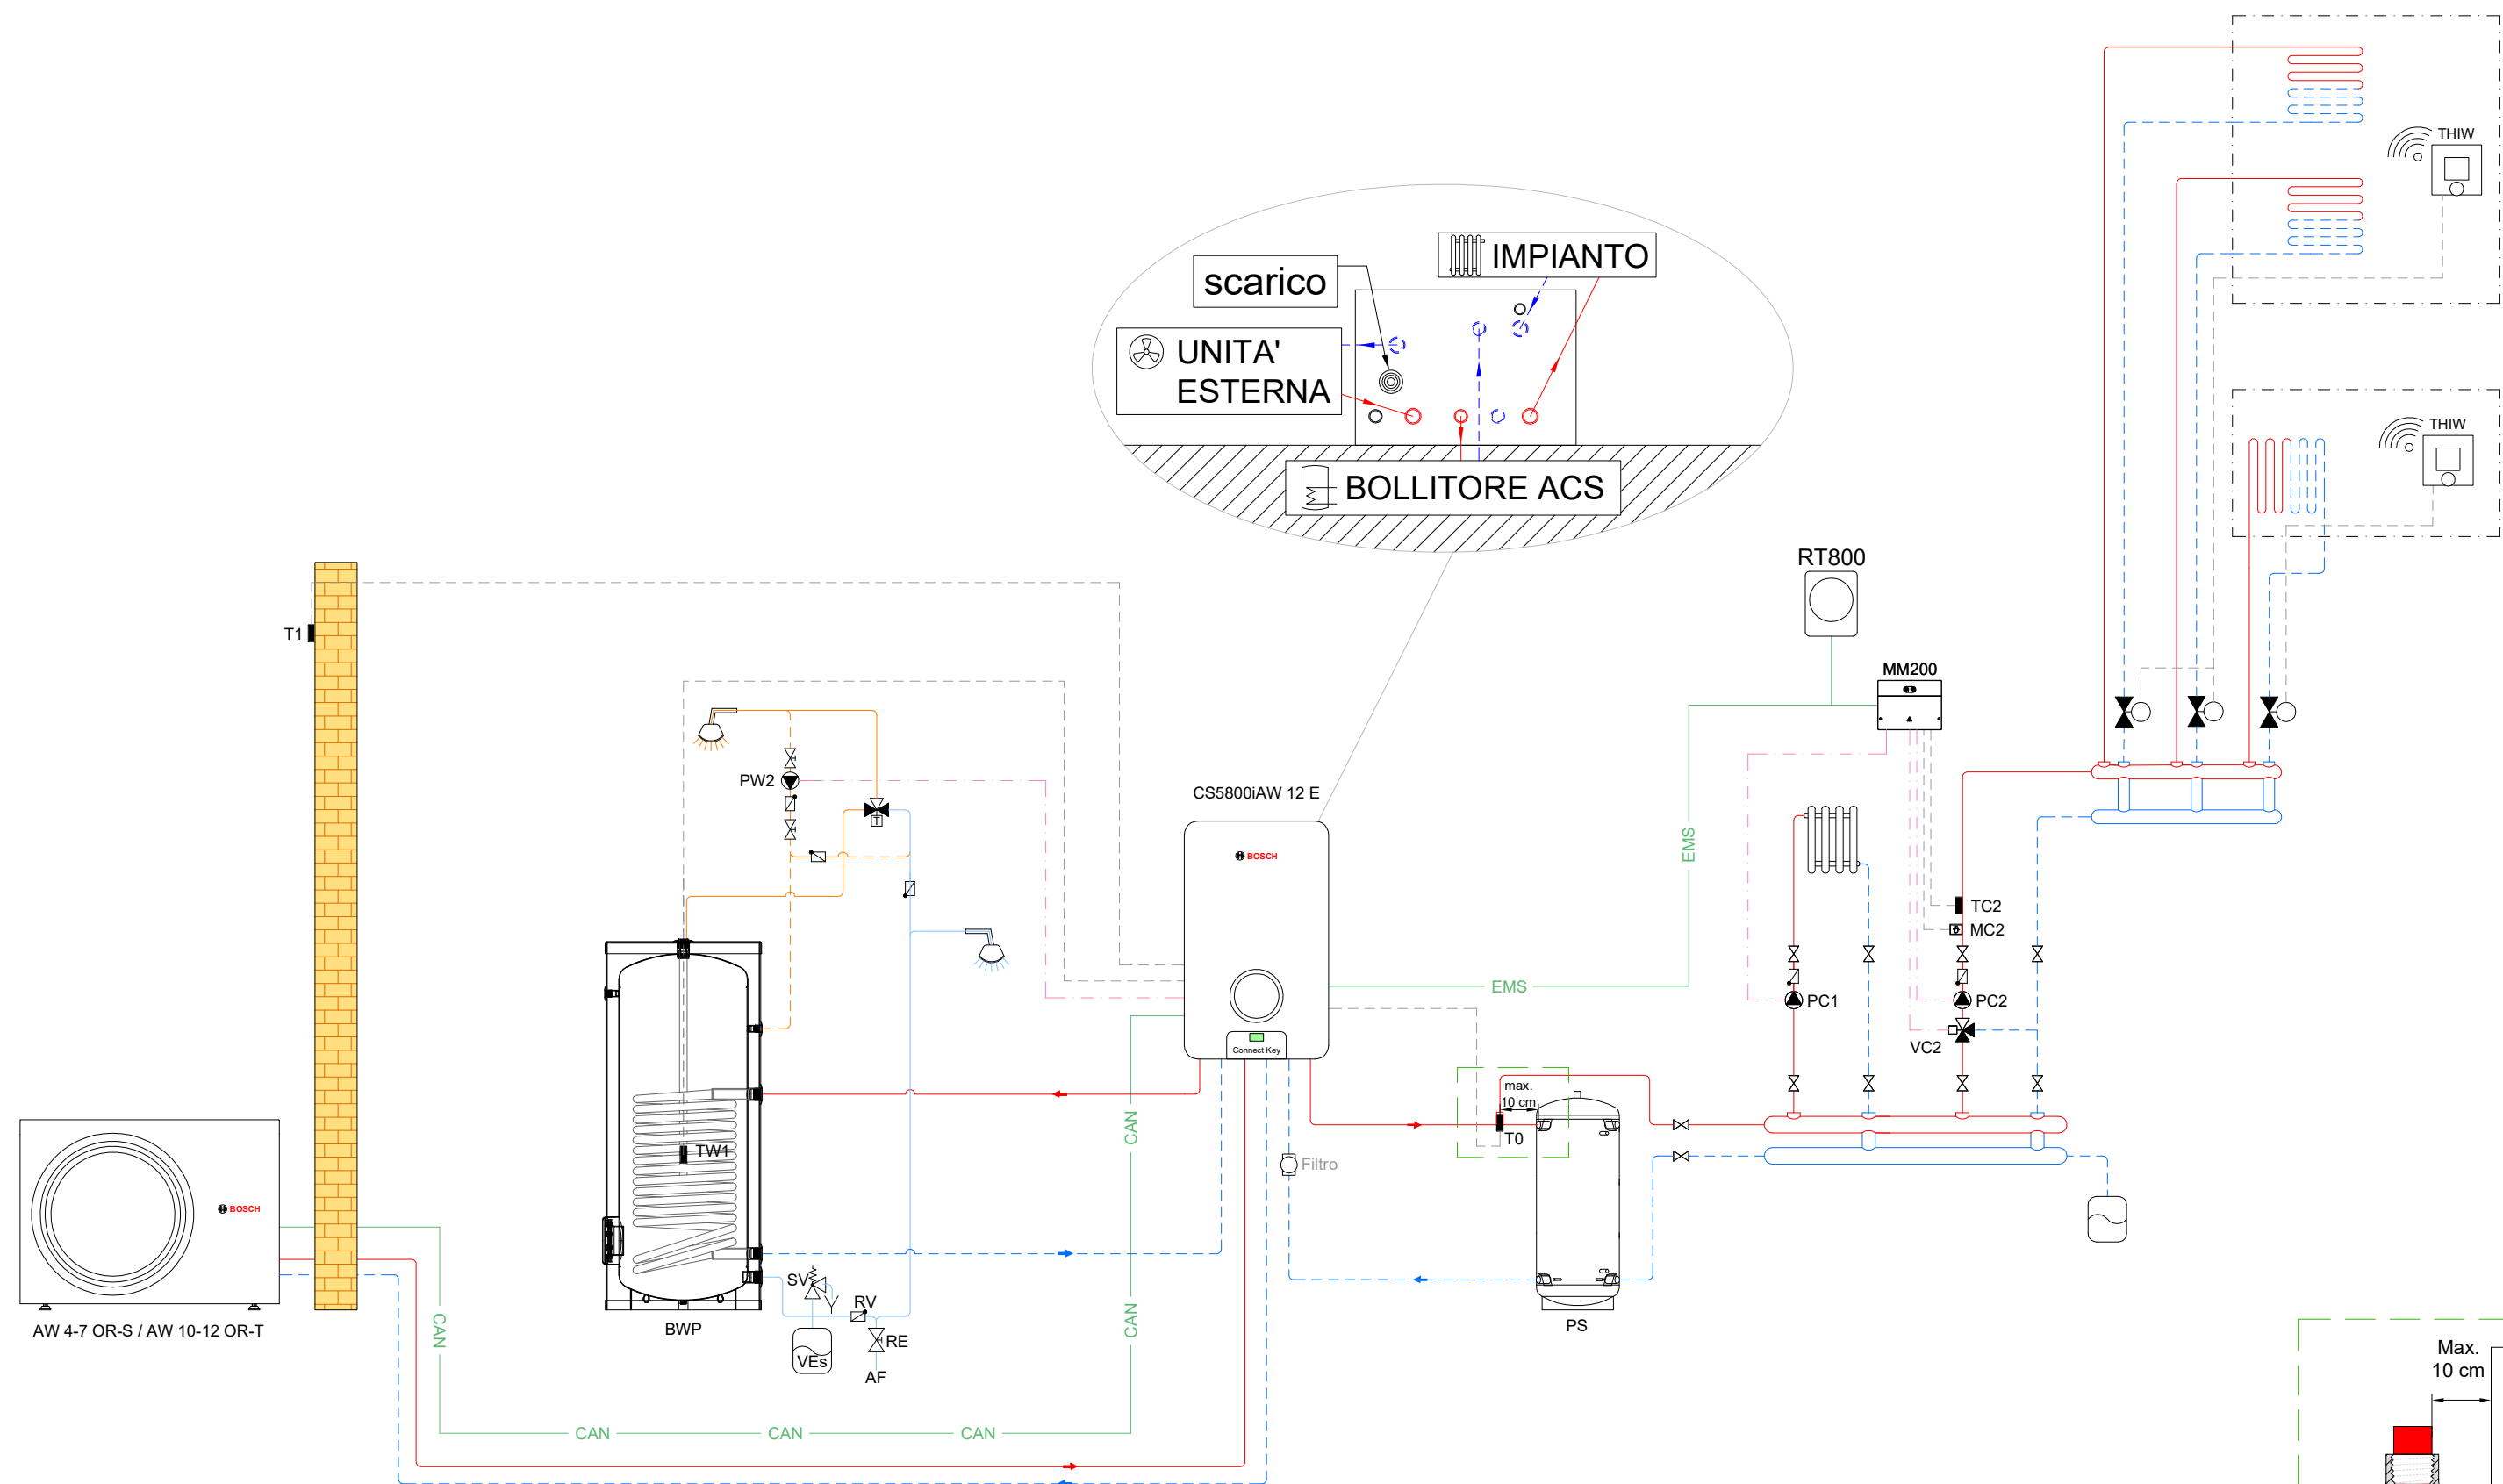 THIW
IMPIANTO
scarico
UNITA'
ESTERNA
BOLLITORE ACS
THIW
RT800
T1
MM200
PW2
T
CS5800iAW 12 E
BOSCH
EMS
TC2
MC2
EMS
PC1
PC2
VC2
Connect Key
max.
10 cm
T0
CAN
TW1
Filtro
BOSCH
SV
RV
RE
VEs
AF
BWP
PS
AW 4-7 OR-S / AW 10-12 OR-T
CAN
CAN
CAN
CAN
CAN
Max.
10 cm